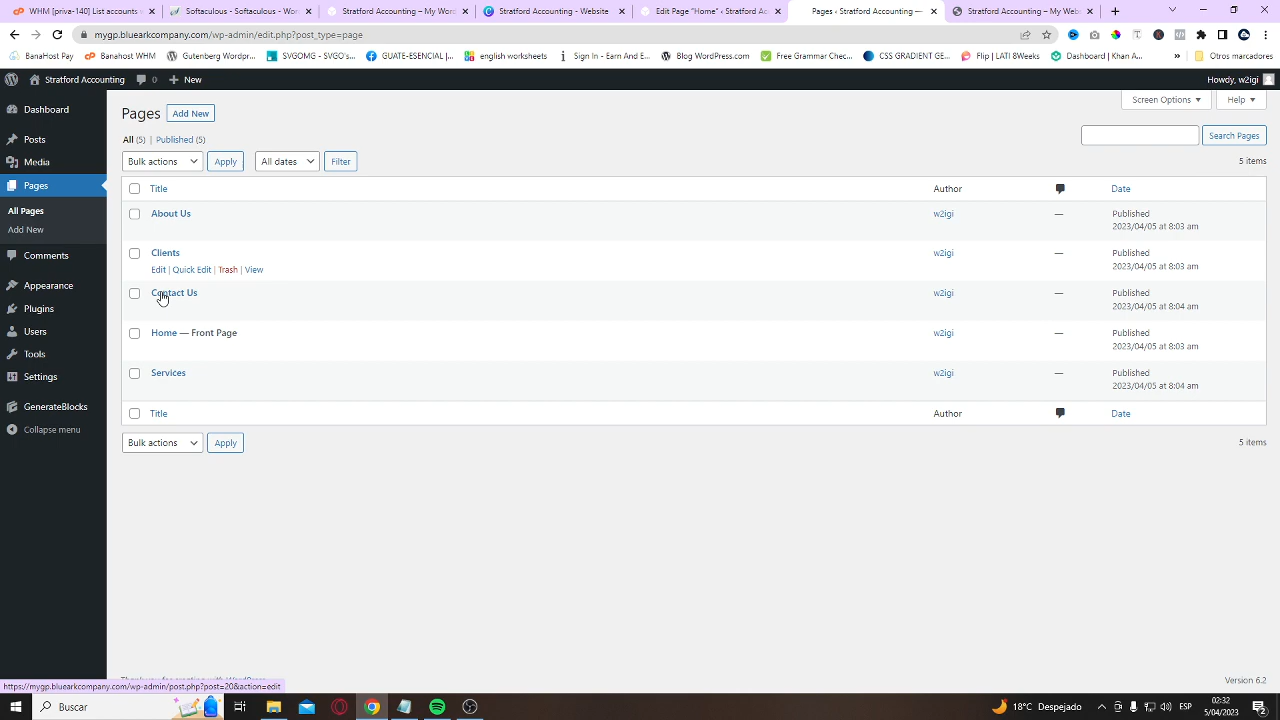 WHM [priva-140] List accounts
Softaculous - Softaculous - Wor
Stratford Accounting – My Wor
Stratford Accounting - Website
Edit Page "Home" ‹ Stratford Ac
Pages ‹ Stratford Accounting —
Stratford Accounting – My Web
mygp.blueark​company.com/wp-admin/edit.php?post_type=page
BanaHost Pay
BanaHost WHM
Gutenberg Wordpr...
SVGOMG - SVGO's...
GUATE-ESENCIAL |...
english worksheets
Sign In - Earn And E...
Blog WordPress.com
Free Grammar Chec...
CSS GRADIENT GE...
Flip | LATI 8Weeks
Dashboard | Khan A...
»
Otros marcadores
Stratford Accounting
0
New
Howdy, w2igi
Dashboard
Posts
Media
Pages
All Pages
Add New
Comments
Appearance
Plugins
Users
Tools
Settings
GenerateBlocks
Collapse menu
Screen Options
Help
Pages
Add New
All (5) | Published (5)
Search Pages
Bulk actions
Apply
All dates
Filter
5 items
Title
Author
Date
About Us
w2igi
—
Published
2023/04/05 at 8:03 am
Clients
w2igi
—
Published
Edit | Quick Edit | Trash | View
2023/04/05 at 8:03 am
Contact Us
w2igi
—
Published
2023/04/05 at 8:04 am
Home — Front Page
w2igi
—
Published
2023/04/05 at 8:03 am
Services
w2igi
—
Published
2023/04/05 at 8:04 am
Title
Author
Date
Bulk actions
Apply
5 items
Version 6.2
https://mygp.bluearkcompany.com/wp-admin/post.php?post=20&action=edit
Buscar
18°C Despejado
ESP
02:32
5/04/2023